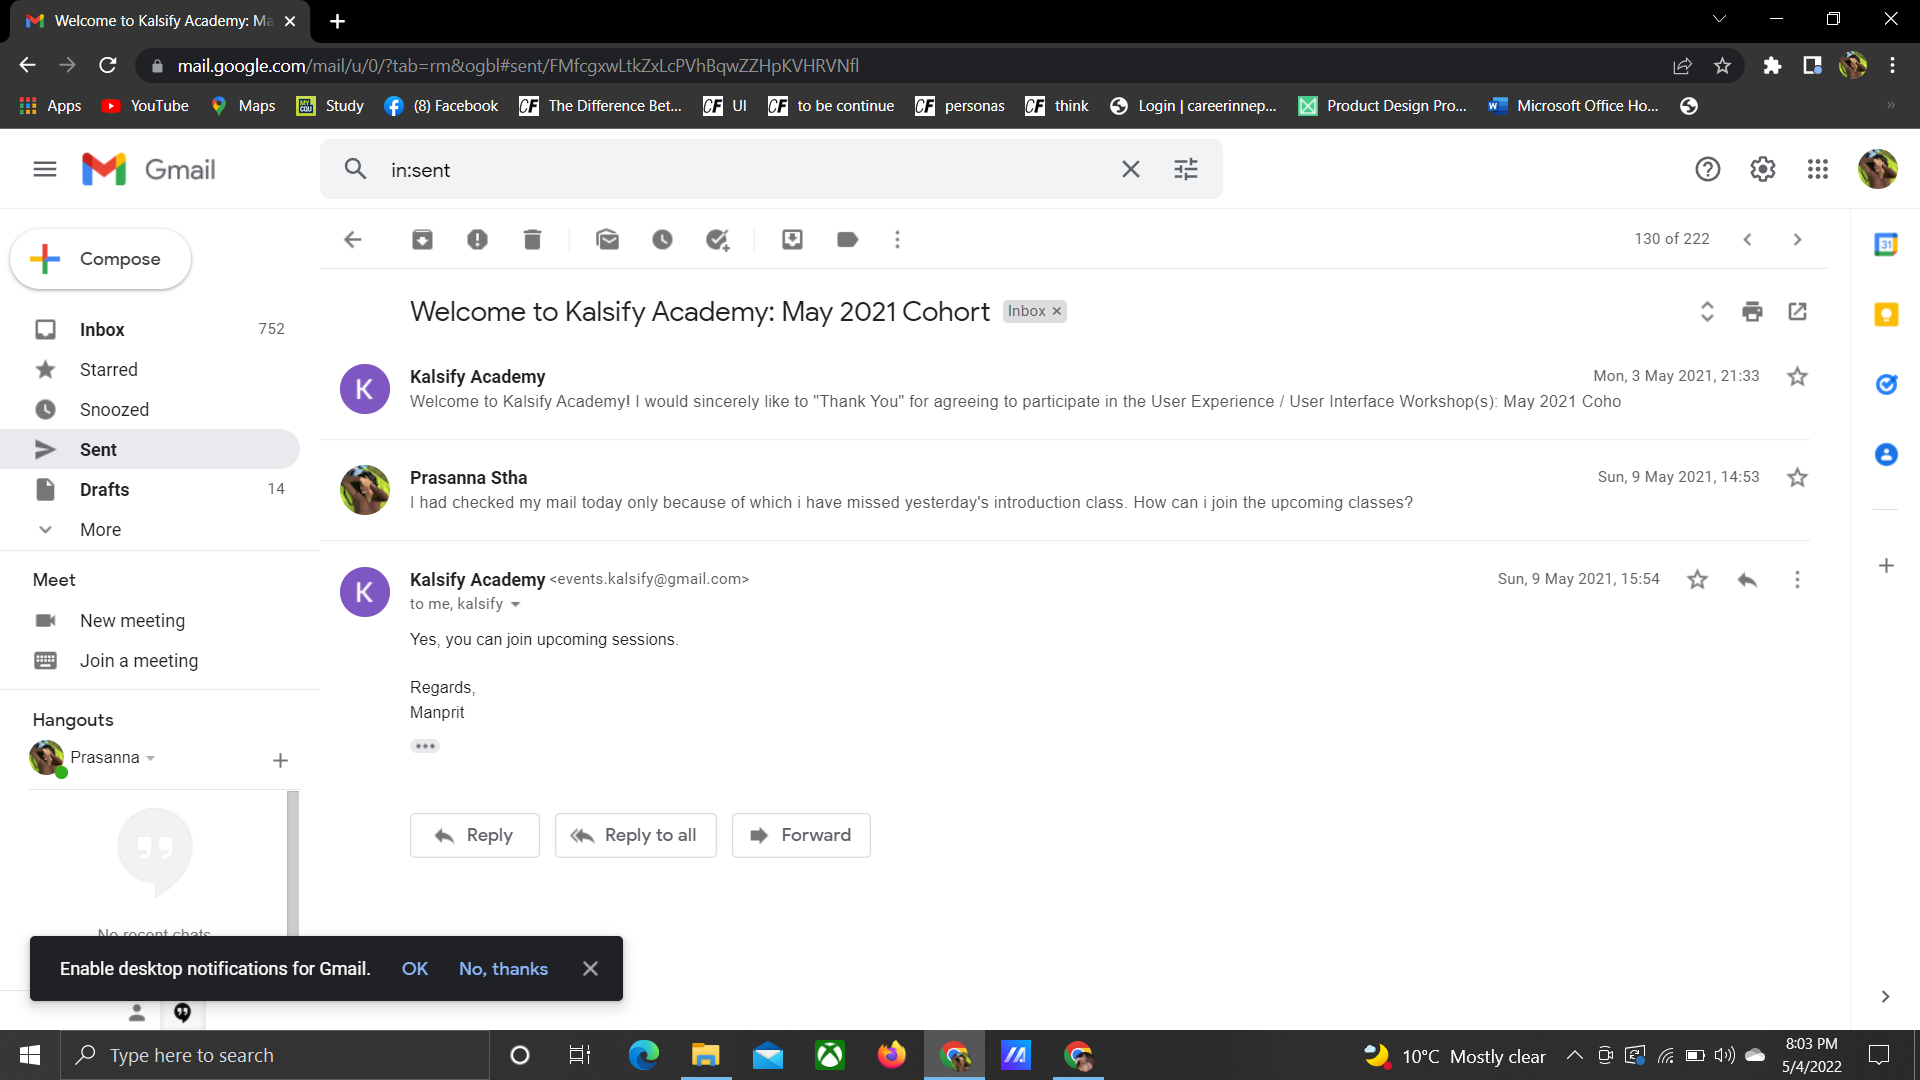 Welcome to Kalsify Academy: Ma
mail.google.com/mail/u/0/?tab=rm&ogbl#sent/FMfcgxwLtkZxLcPVhBqwZZHpKVHRVNfl
Apps YouTube Maps Study (8) Facebook The Difference Bet... UI to be continue personas think Login | careerinnep... Product Design Pro... Microsoft Office Ho... »
Gmail
in:sent
Compose
130 of 222
Inbox 752
Starred
Snoozed
Sent
Drafts 14
More
Meet
New meeting
Join a meeting
Hangouts
Prasanna
No recent chats
Welcome to Kalsify Academy: May 2021 Cohort Inbox ×
K
Kalsify Academy Mon, 3 May 2021, 21:33
Welcome to Kalsify Academy! I would sincerely like to "Thank You" for agreeing to participate in the User Experience / User Interface Workshop(s): May 2021 Coho
Prasanna Stha Sun, 9 May 2021, 14:53
I had checked my mail today only because of which i have missed yesterday's introduction class. How can i join the upcoming classes?
K
Kalsify Academy <events.kalsify@gmail.com> Sun, 9 May 2021, 15:54
to me, kalsify
Yes, you can join upcoming sessions.
Regards,
Manprit
Reply Reply to all Forward
31
Enable desktop notifications for Gmail. OK No, thanks
Type here to search
10°C Mostly clear
8:03 PM
5/4/2022